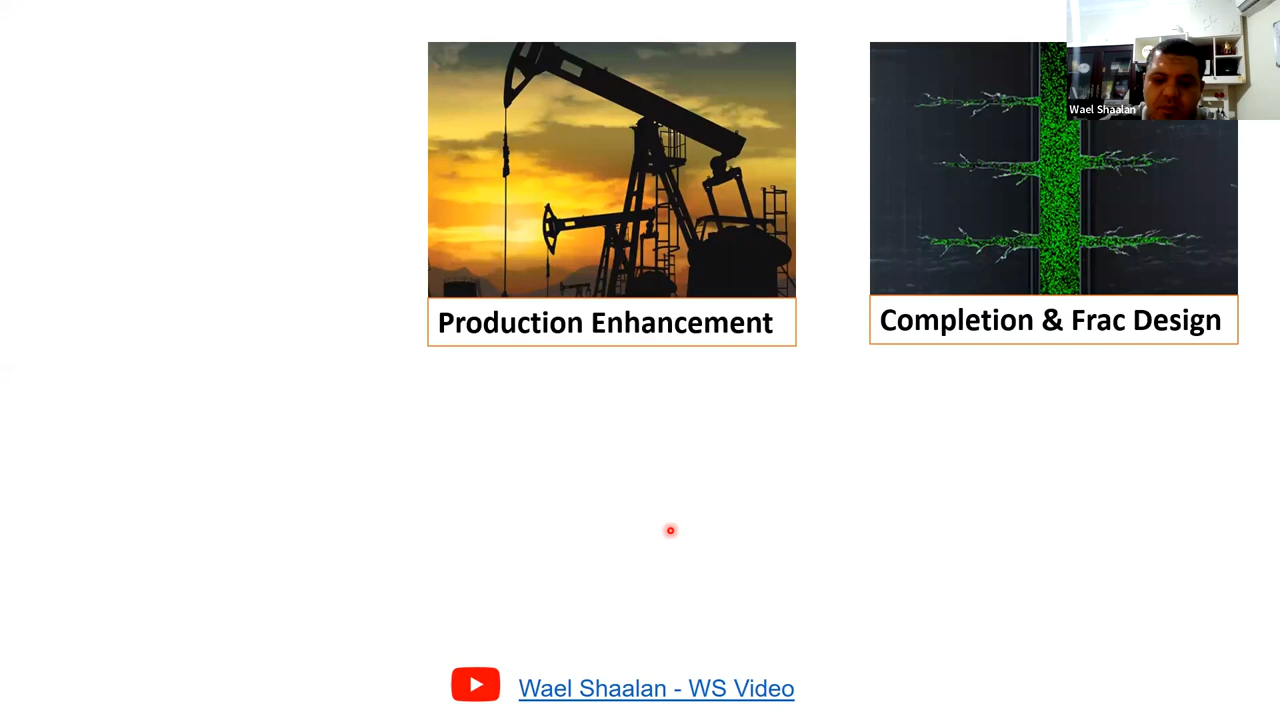 Wael Shaalan
Production Enhancement
Completion & Frac Design
Wael Shaalan - WS Video